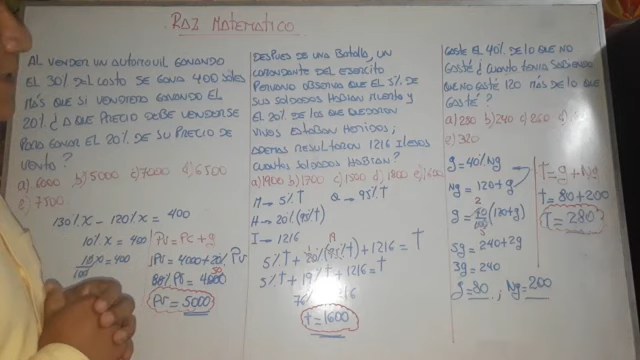 RAZ MATEMATICO
AL VENDER UN AUTOMOVIL GANANDO
EL 30% DEL COSTO SE GANA 400 SOLES
MÁS QUE SI VENDIERA GANANDO EL
20% ¿A QUE PRECIO DEBE VENDERSE
PARA GANAR EL 20% DE SU PRECIO DE
VENTA?
a) 6000 b) 5000 c) 7000 d) 6500
e) 7500
130% x - 120% x = 400
10% x = 400
10x = 400
100
Pv = Pc + g
Pv = 4000 + 20% Pv
80% Pv = 4000
Pv = 5000
DESPUES DE UNA BATALLA, UN
COMANDANTE DEL EJERCITO
PERUANO OBSERVA QUE EL 5% DE
SUS SOLDADOS HABIAN MUERTO Y
EL 20% DE LOS QUE QUEDARON
VIVOS ESTABAN HERIDOS;
ADEMAS RESULTARON 1216 ILESOS
CUANTOS SOLDADOS HABIAN?
a) 1900 b) 1700 c) 1500 d) 1800 e) 1600
M → 5% T Q → 95% T
H → 20% (95% T)
I → 1216
5% T + 20% (95% T) + 1216 = T
5% T + 19% T + 1216 = T
T = 1600
GASTE EL 40% DE LO QUE NO
GASTÉ ¿CUANTO TENIA SABIENDO
QUE NO GASTÉ 120 MÁS DE LO QUE
GASTÉ?
a) 280 b) 240 c) 260
e) 320
g = 40% Ng
Ng = 120 + g
g = 40/100 (120 + g)
5g = 240 + 2g
3g = 240
g = 80 ; Ng = 200
T = g + Ng
T = 80 + 200
T = 280